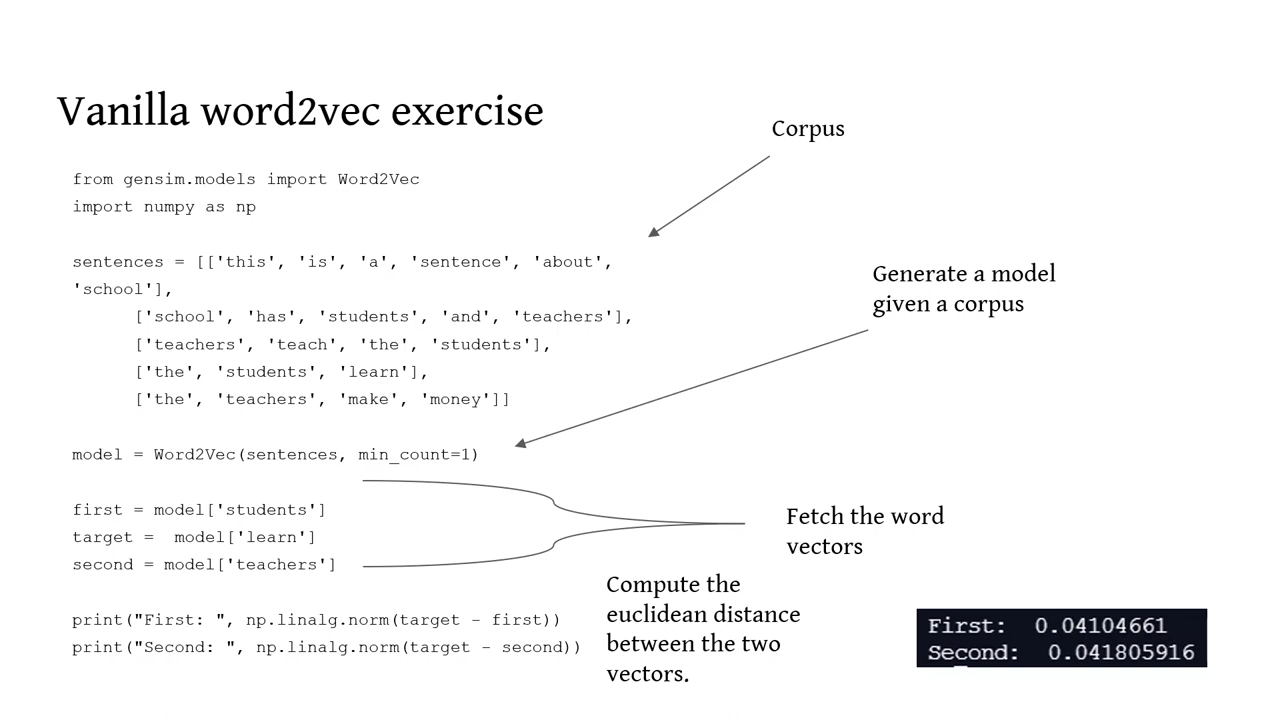 Vanilla word2vec exercise
Corpus
from gensim.models import Word2Vec
import numpy as np
sentences = [['this', 'is', 'a', 'sentence', 'about',
'school'],
['school', 'has', 'students', 'and', 'teachers'],
['teachers', 'teach', 'the', 'students'],
['the', 'students', 'learn'],
['the', 'teachers', 'make', 'money']]
Generate a model
given a corpus
model = Word2Vec(sentences, min_count=1)
first = model['students']
target =  model['learn']
second = model['teachers']
Fetch the word
vectors
print("First: ", np.linalg.norm(target - first))
print("Second: ", np.linalg.norm(target - second))
Compute the
euclidean distance
between the two
vectors.
First:  0.04104661
Second:  0.041805916